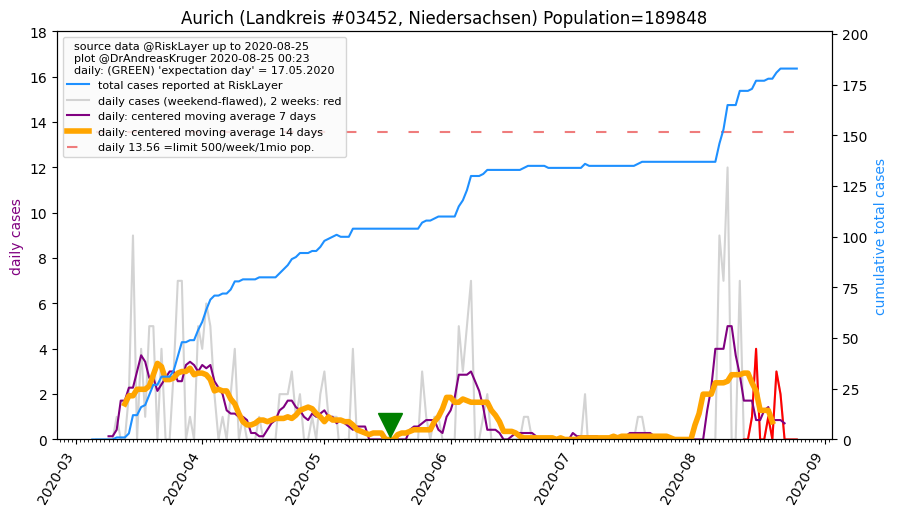 Aurich (Landkreis #03452, Niedersachsen) Population=189848
source data @RiskLayer up to 2020-08-25
plot @DrAndreasKruger 2020-08-25 00:23
daily: (GREEN) 'expectation day' = 17.05.2020
total cases reported at RiskLayer
daily cases (weekend-flawed), 2 weeks: red
daily: centered moving average 7 days
daily: centered moving average 14 days
daily 13.56 =limit 500/week/1mio pop.
daily cases
18
16
14
12
10
8
6
4
2
0
200
175
150
125
100
75
50
25
0
cumulative total cases
2020-03
2020-04
2020-05
2020-06
2020-07
2020-08
2020-09